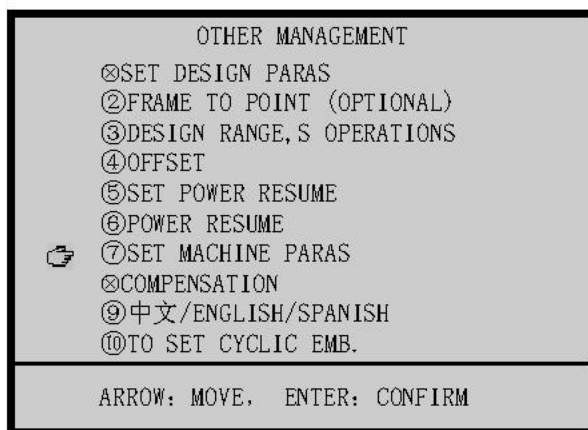 OTHER MANAGEMENT
⊗SET DESIGN PARAS
②FRAME TO POINT (OPTIONAL)
③DESIGN RANGE,S OPERATIONS
④OFFSET
⑤SET POWER RESUME
⑥POWER RESUME
⑦SET MACHINE PARAS
⊗COMPENSATION
⑨中文/ENGLISH/SPANISH
⑩TO SET CYCLIC EMB.
ARROW: MOVE, ENTER: CONFIRM